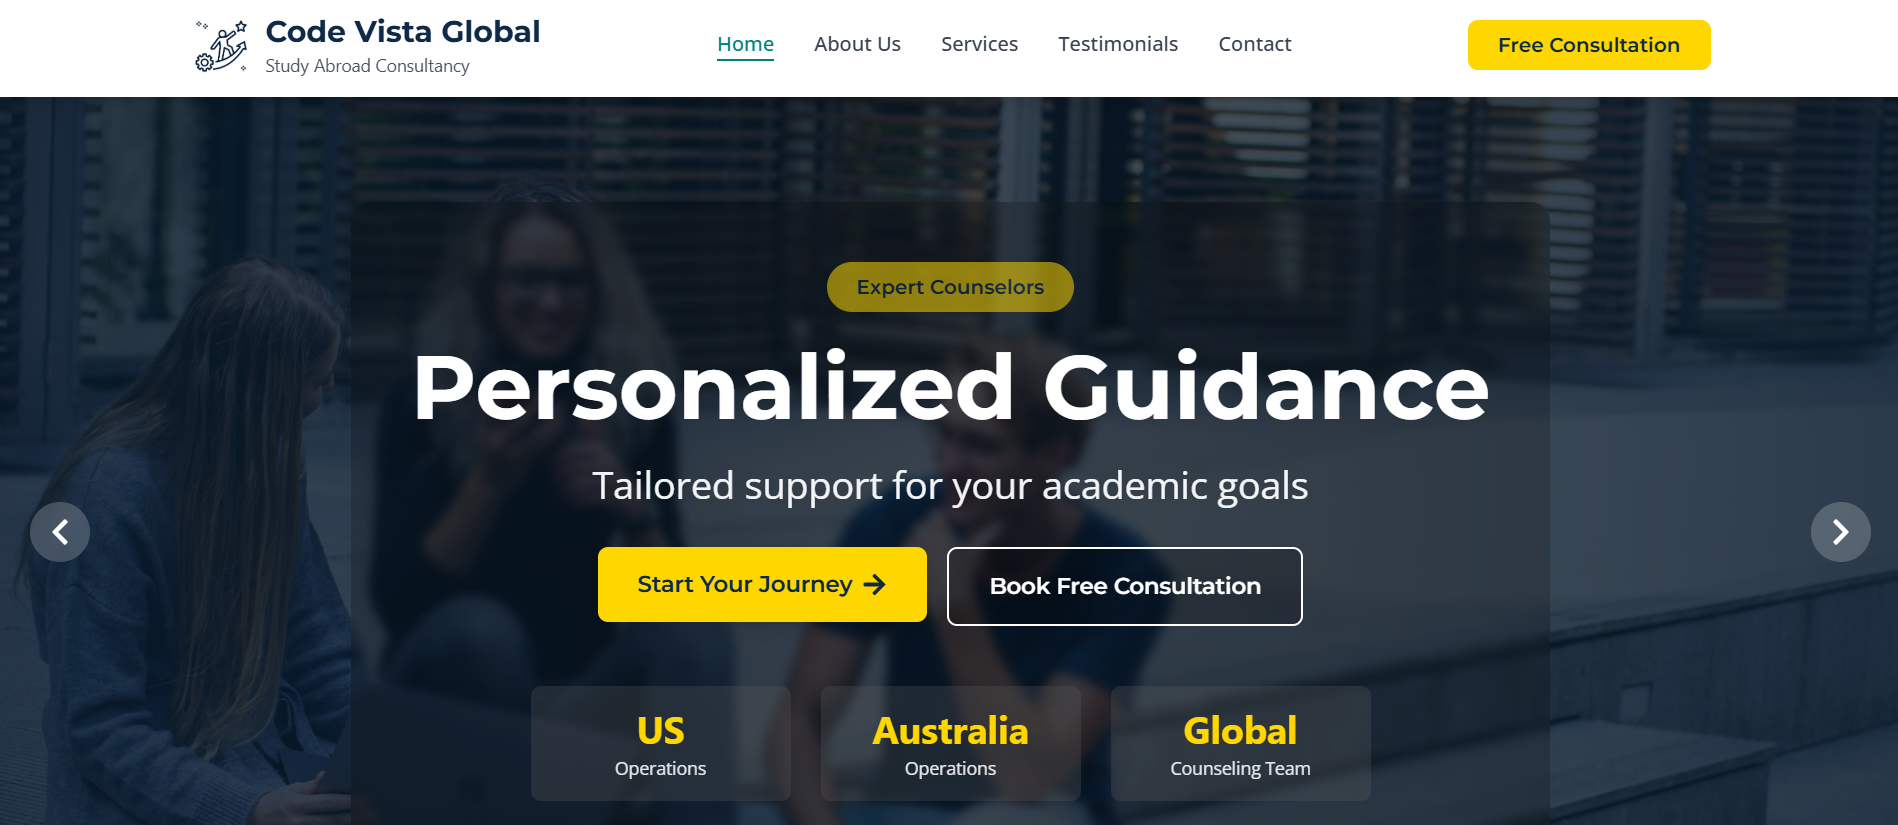 Code Vista Global
Study Abroad Consultancy
Home
About Us
Services
Testimonials
Contact
Free Consultation
Expert Counselors
Personalized Guidance
Tailored support for your academic goals
Start Your Journey
Book Free Consultation
US
Operations
Australia
Operations
Global
Counseling Team